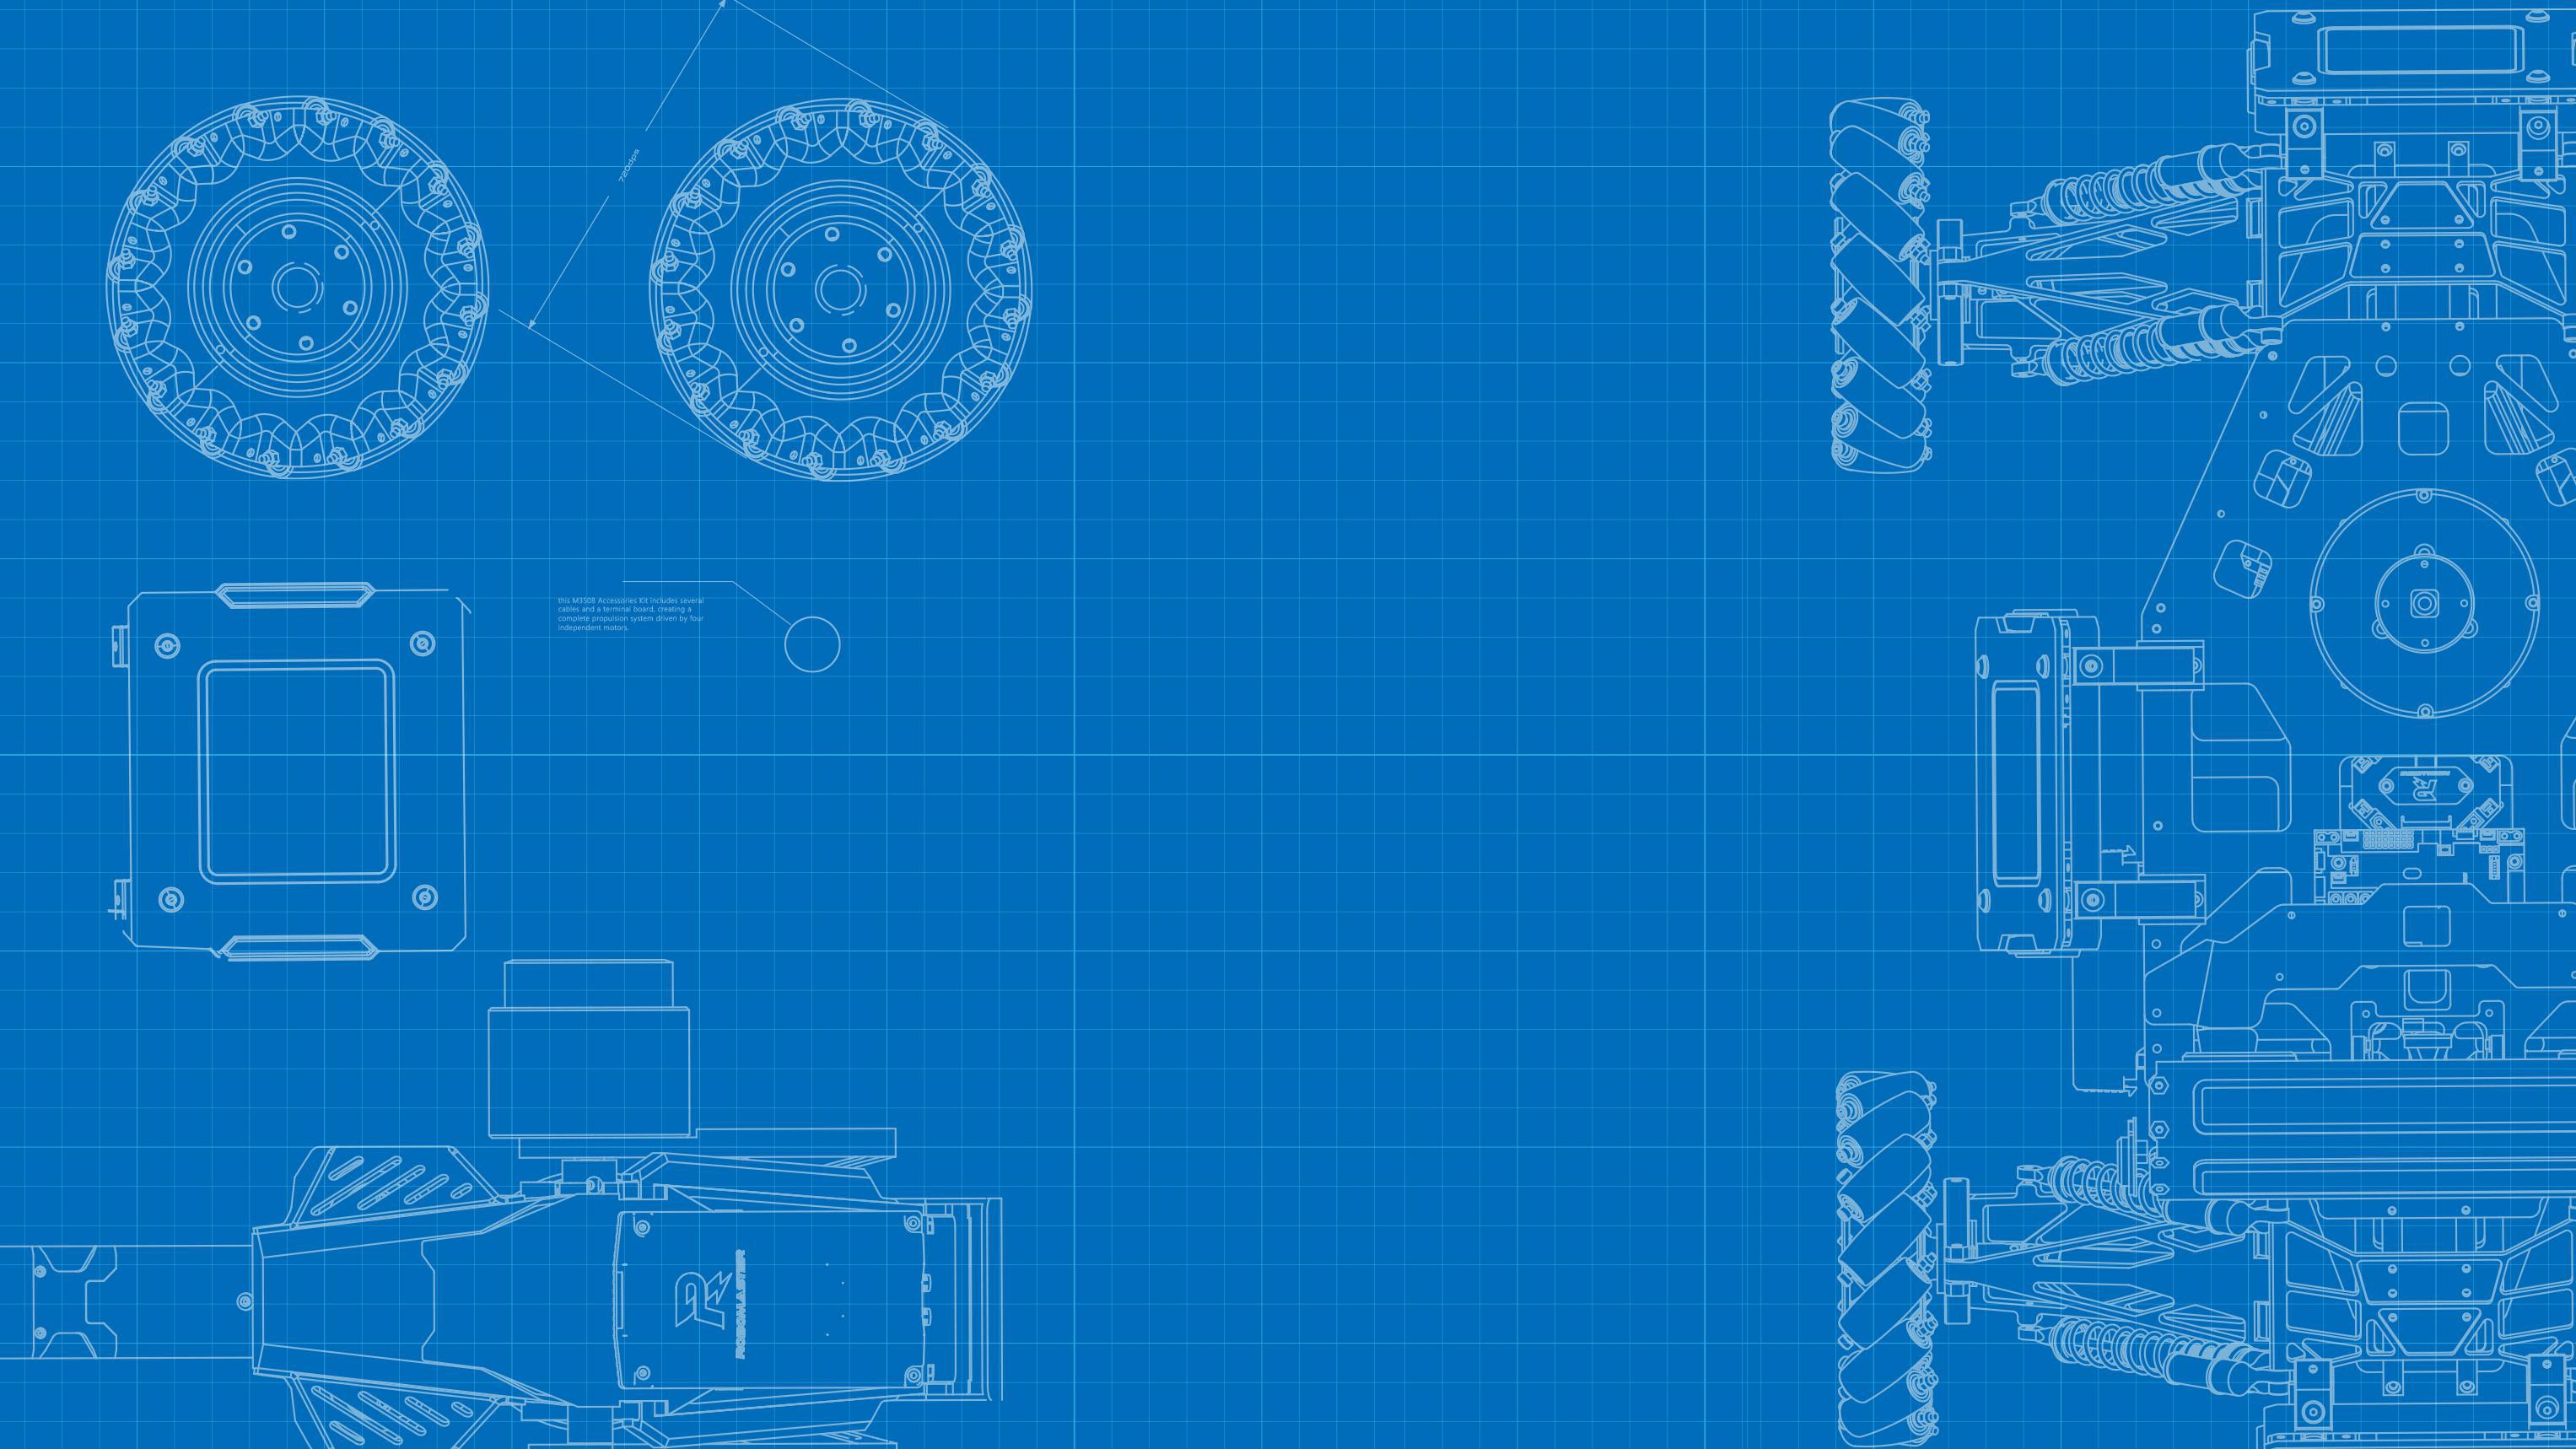 720dps
this M3508 Accessories Kit includes several
cables and a terminal board, creating a
complete propulsion system driven by four
independent motors.
ROBOMASTER